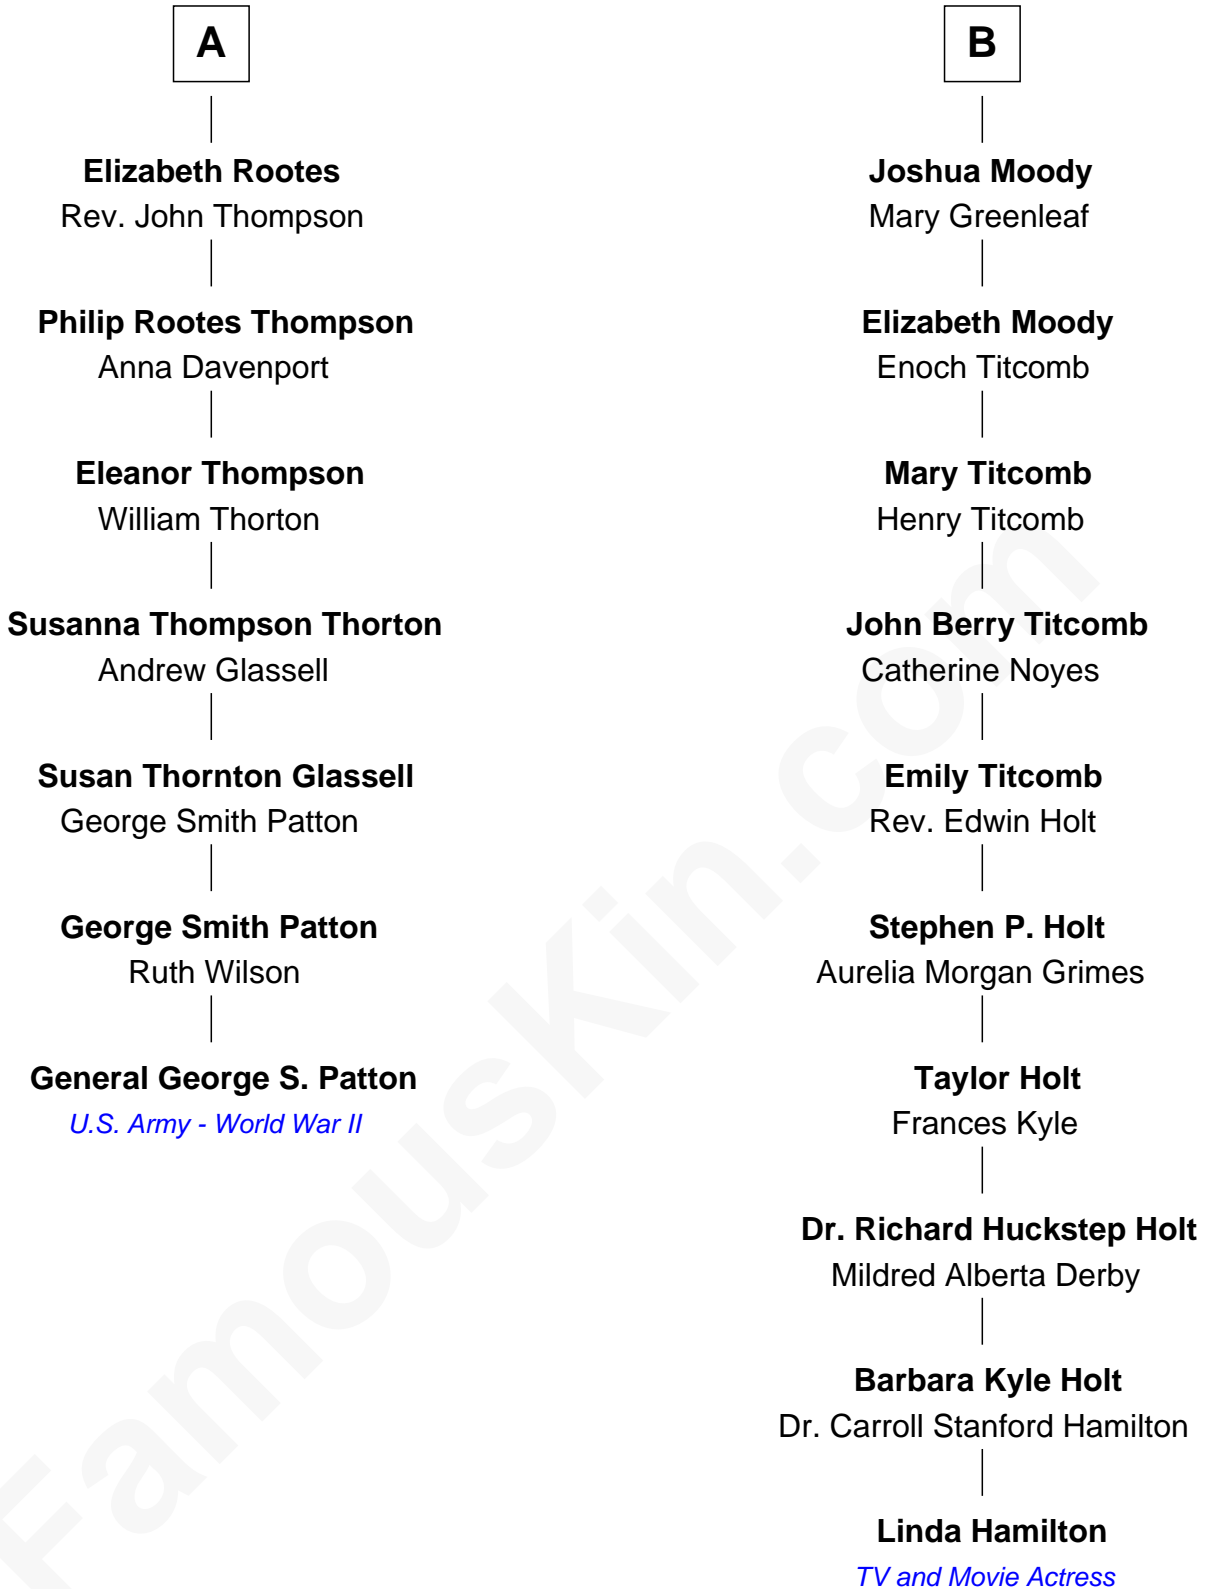 A
Elizabeth Rootes
Rev. John Thompson
Philip Rootes Thompson
Anna Davenport
Eleanor Thompson
William Thorton
Susanna Thompson Thorton
Andrew Glassell
Susan Thornton Glassell
George Smith Patton
George Smith Patton
Ruth Wilson
General George S. Patton
U.S. Army - World War II
B
Joshua Moody
Mary Greenleaf
Elizabeth Moody
Enoch Titcomb
Mary Titcomb
Henry Titcomb
John Berry Titcomb
Catherine Noyes
Emily Titcomb
Rev. Edwin Holt
Stephen P. Holt
Aurelia Morgan Grimes
Taylor Holt
Frances Kyle
Dr. Richard Huckstep Holt
Mildred Alberta Derby
Barbara Kyle Holt
Dr. Carroll Stanford Hamilton
Linda Hamilton
TV and Movie Actress
FamousKin.com